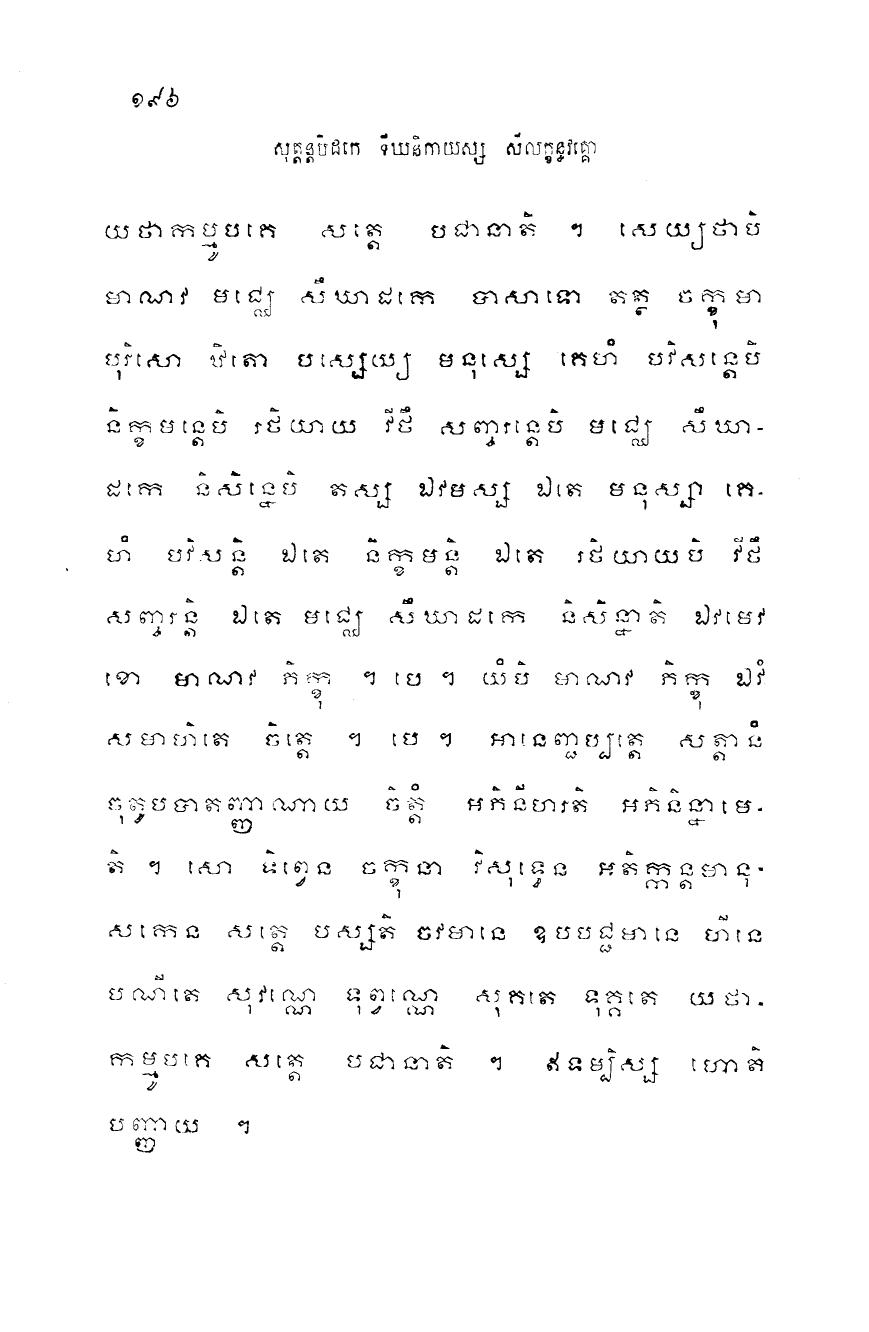 ១៩៦
សុត្តន្តបិដកេ ទីឃនិកាយស្ស សីលក្ខន្ធវគ្គោ
យថាកម្មូបគេ សត្តេ បជានាតិ ។ សេយ្យថាបិ
មាណវ មជ្ឈេ សឹឃាដកេ បាសាទោ តត្ថ ចក្ខុមា
បុរិសោ ឋិតោ បស្សេយ្យ មនុស្សេ គេហំ បវិសន្តេបិ
និក្ខមន្តេបិ រថិយាយ វីថឹ សញ្ចរន្តេបិ មជ្ឈេ សឹឃា-
ដកេ និសិន្នេបិ តស្ស ឯវមស្ស ឯតេ មនុស្សា គេ-
ហំ បវិសន្តិ ឯតេ និក្ខមន្តិ ឯតេ រថិយាយបិ វីថឹ
សញ្ចរន្តិ ឯតេ មជ្ឈេ សឹឃាដកេ និសិន្នាតិ ឯវមេវ
ខោ មាណវ ភិក្ខុ ។ បេ ។ យំបិ មាណវ ភិក្ខុ ឯវំ
សមាហិតេ ចិត្តេ ។ បេ ។ អានេញ្ជប្បត្តេ សត្តានំ
ចុតូបបាតញ្ញាណាយ ចិត្តំ អភិនីហរតិ អភិនិន្នាមេ-
តិ ។ សោ ទិព្វេន ចក្ខុនា វិសុទ្ធេន អតិក្កន្តមានុ-
សកេន សត្តេ បស្សតិ ចវមានេ ឧបបជ្ជមានេ ហីនេ
បណីតេ សុវណ្ណេ ទុព្វណ្ណេ សុគតេ ទុគ្គតេ យថា-
កម្មូបគេ សត្តេ បជានាតិ ។ ឥទម្បិស្ស ហោតិ
បញ្ញាយ ។